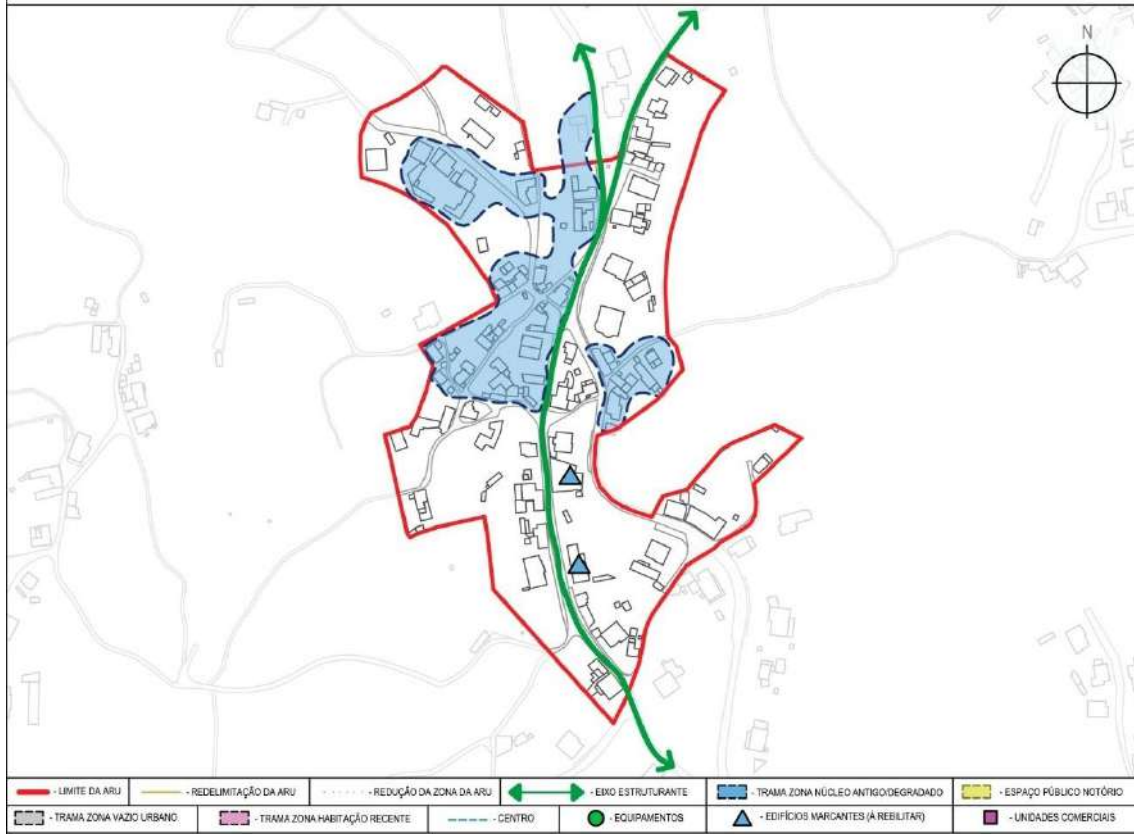 N
- LIMITE DA ARU
- REDELIMITAÇÃO DA ARU
- REDUÇÃO DA ZONA DA ARU
- EIXO ESTRUTURANTE
- TRAMA ZONA NÚCLEO ANTIGO/DEGRADADO
- ESPAÇO PÚBLICO NOTÓRIO
- TRAMA ZONA VAZIO URBANO
- TRAMA ZONA HABITAÇÃO RECENTE
- CENTRO
- EQUIPAMENTOS
- EDIFÍCIOS MARCANTES (À REBILITAR)
- UNIDADES COMERCIAIS